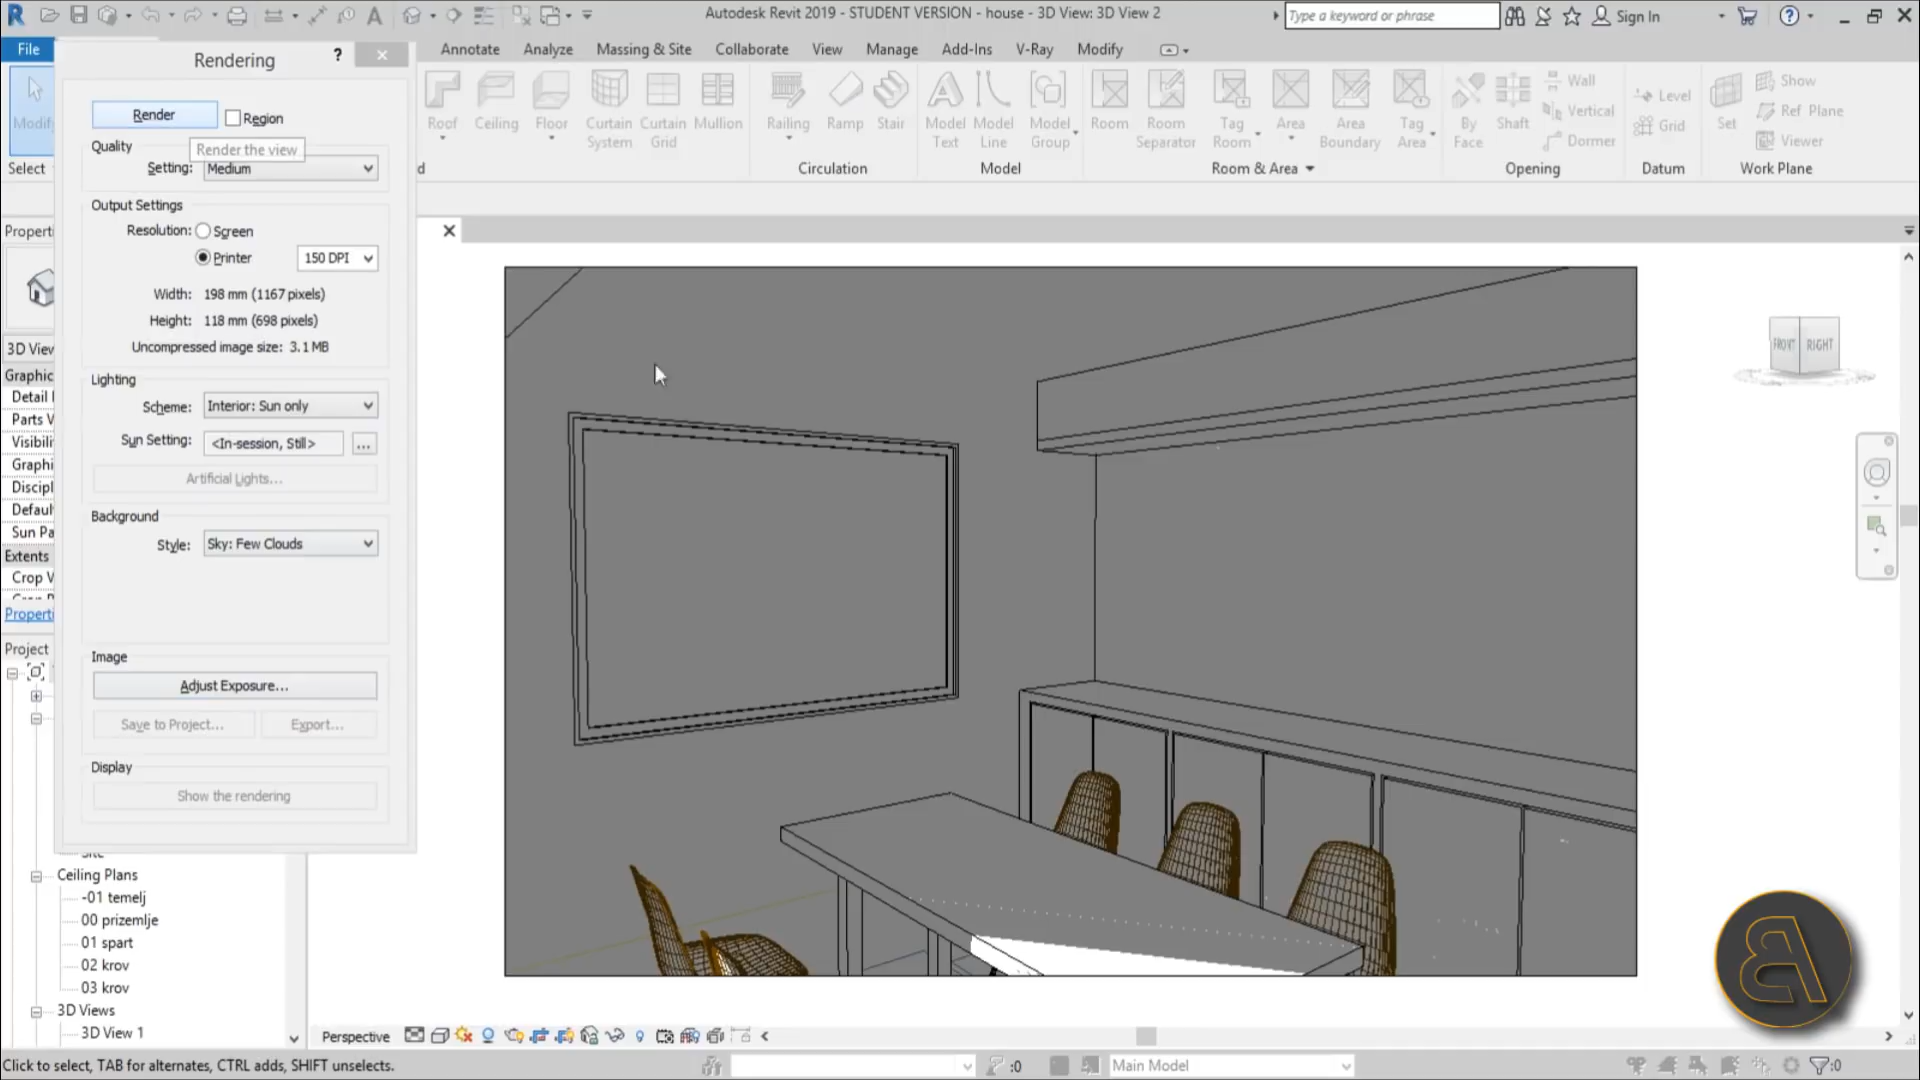 Autodesk Revit 2019 - STUDENT VERSION - house - 3D View: 3D View 2
Type a keyword or phrase
Sign In
File
Annotate
Analyze
Massing & Site
Collaborate
View
Manage
Add-Ins
V-Ray
Modify
Modify
Select
Roof
Ceiling
Floor
Curtain System
Curtain Grid
Mullion
Railing
Ramp
Stair
Model Text
Model Line
Model Group
Room
Room Separator
Tag Room
Area
Area Boundary
Tag Area
By Face
Shaft
Wall
Vertical
Dormer
Level
Grid
Set
Show
Ref Plane
Viewer
Circulation
Model
Room & Area
Opening
Datum
Work Plane
Rendering
?
Render
Region
Render the view
Quality
Setting: Medium
Output Settings
Resolution: Screen
Printer 150 DPI
Width: 198 mm (1167 pixels)
Height: 118 mm (698 pixels)
Uncompressed image size: 3.1 MB
Lighting
Scheme: Interior: Sun only
Sun Setting: <In-session, Still> ...
Artificial Lights...
Background
Style: Sky: Few Clouds
Image
Adjust Exposure...
Save to Project...
Export...
Display
Show the rendering
Propert
3D View
Graphic
Detail
Parts V
Visibili
Graphi
Discipl
Defaul
Sun Pa
Extents
Crop V
Properti
Project
Site
Ceiling Plans
-01 temelj
00 prizemlje
01 spart
02 krov
03 krov
3D Views
3D View 1
FRONT
RIGHT
Perspective
Click to select, TAB for alternates, CTRL adds, SHIFT unselects.
:0
Main Model
:0